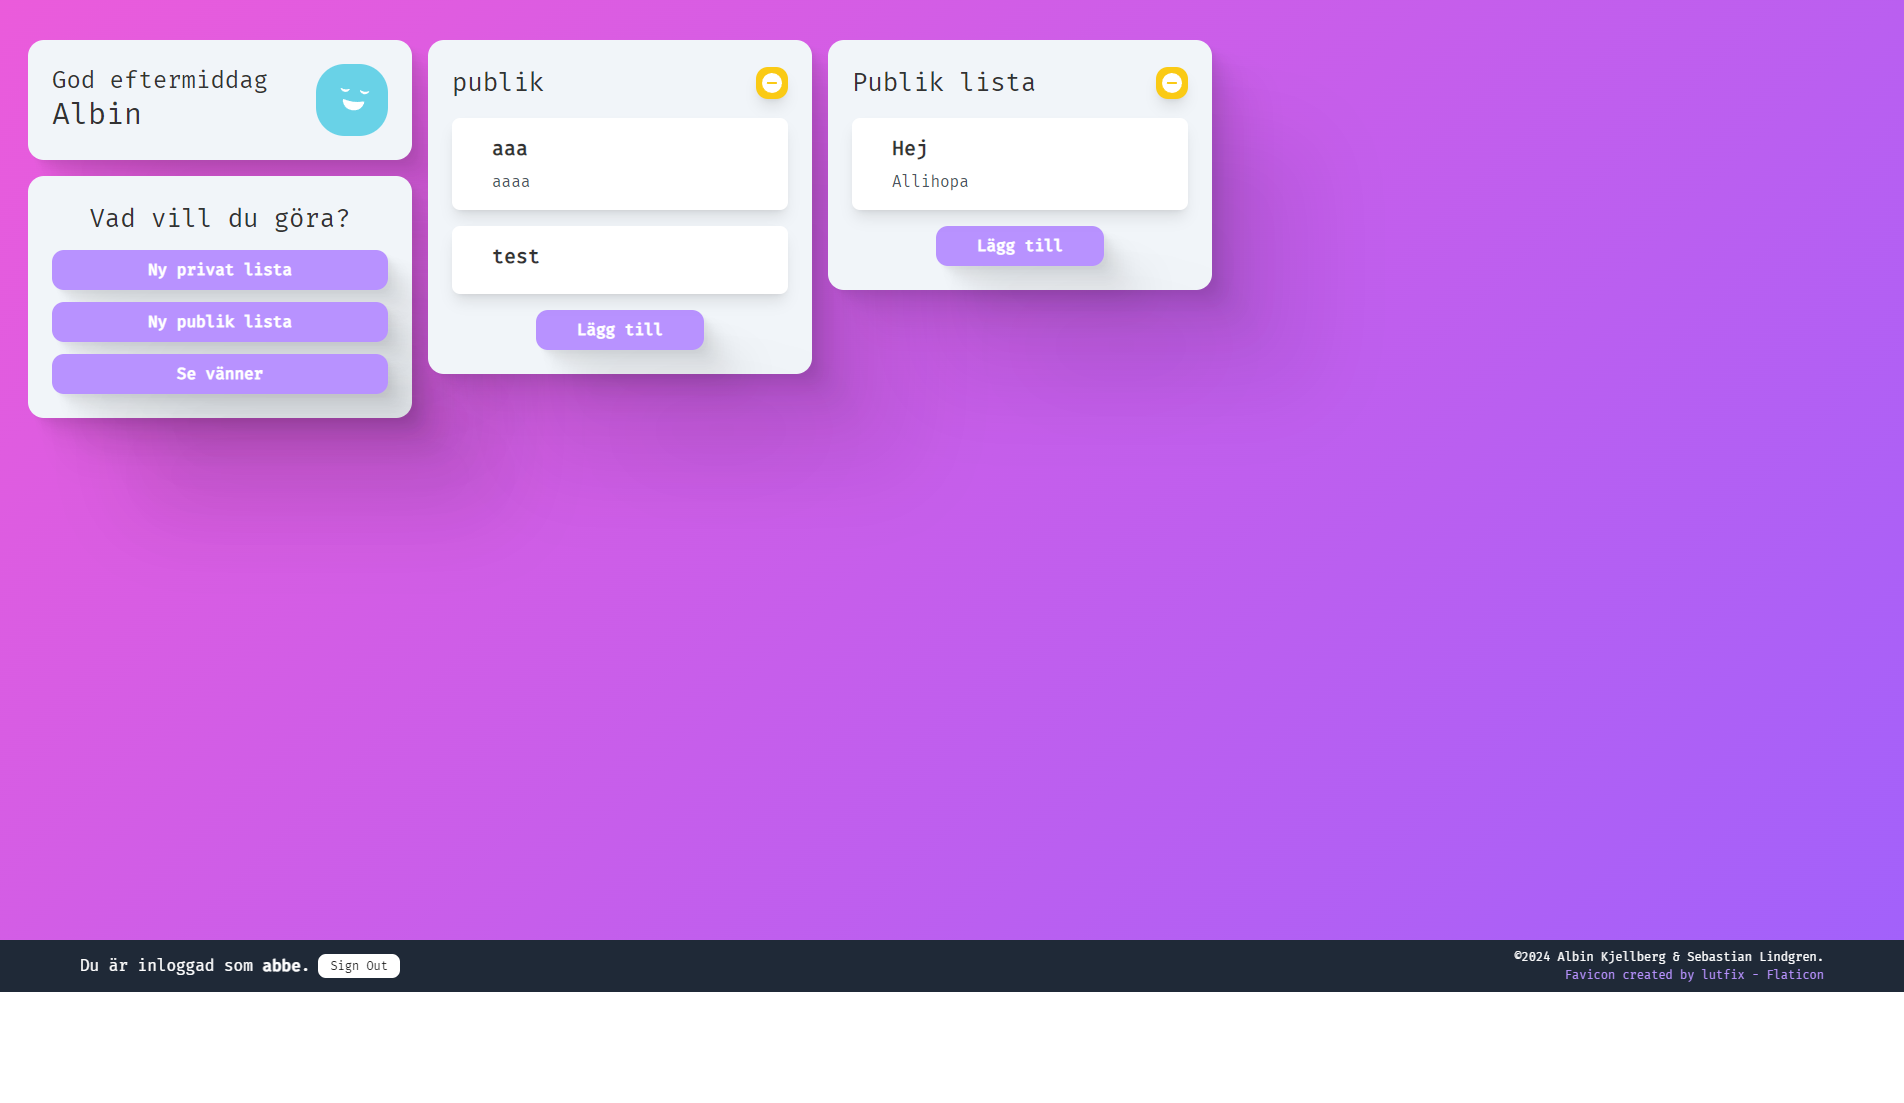 God eftermiddag
Albin
Vad vill du göra?
Ny privat lista
Ny publik lista
Se vänner
publik
aaa
aaaa
test
Lägg till
Publik lista
Hej
Allihopa
Lägg till
Du är inloggad som abbe. Sign Out
©2024 Albin Kjellberg & Sebastian Lindgren.
Favicon created by lutfix - Flaticon